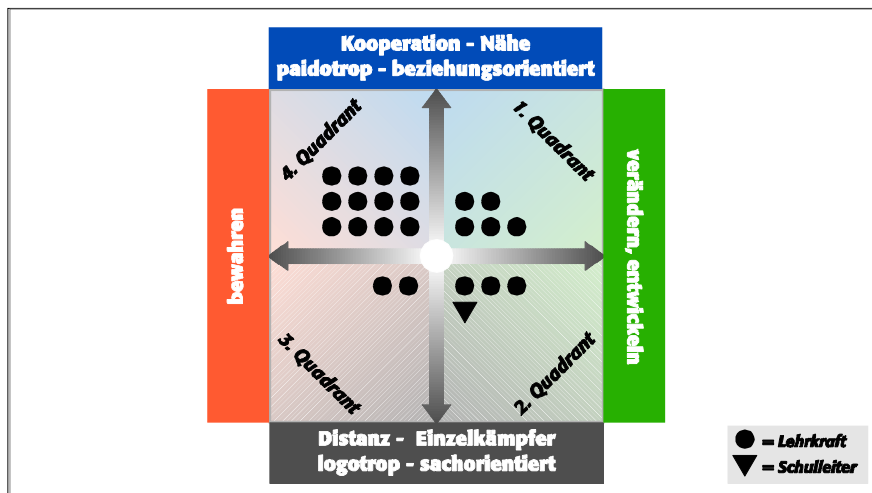 Kooperation - Nähe
paidotrop - beziehungsorientiert
4. Quadrant
1. Quadrant
bewahren
verändern, entwickeln
3. Quadrant
2. Quadrant
Distanz - Einzelkämpfer
logotrop - sachorientiert
= Lehrkraft
= Schulleiter